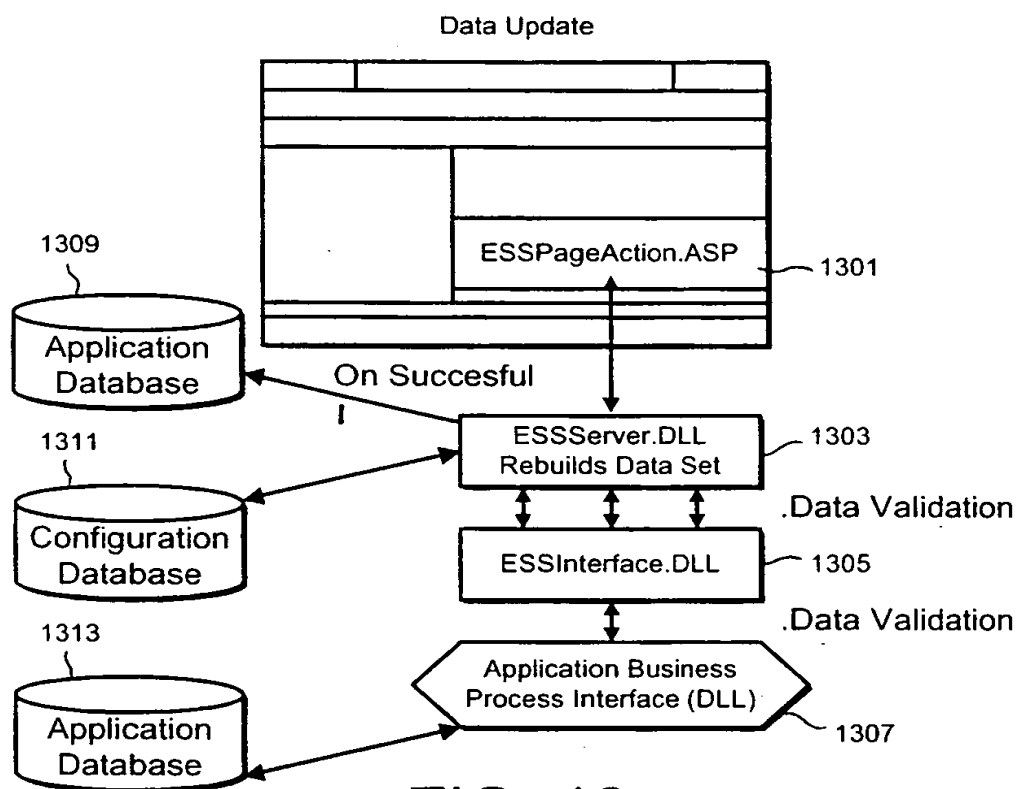 Data Update
ESSPageAction.ASP
1301
1309
Application
Database
On Succesful
ESSServer.DLL
Rebuilds Data Set
1303
1311
Configuration
Database
.Data Validation
ESSInterface.DLL
1305
.Data Validation
1313
Application
Database
Application Business
Process Interface (DLL)
1307